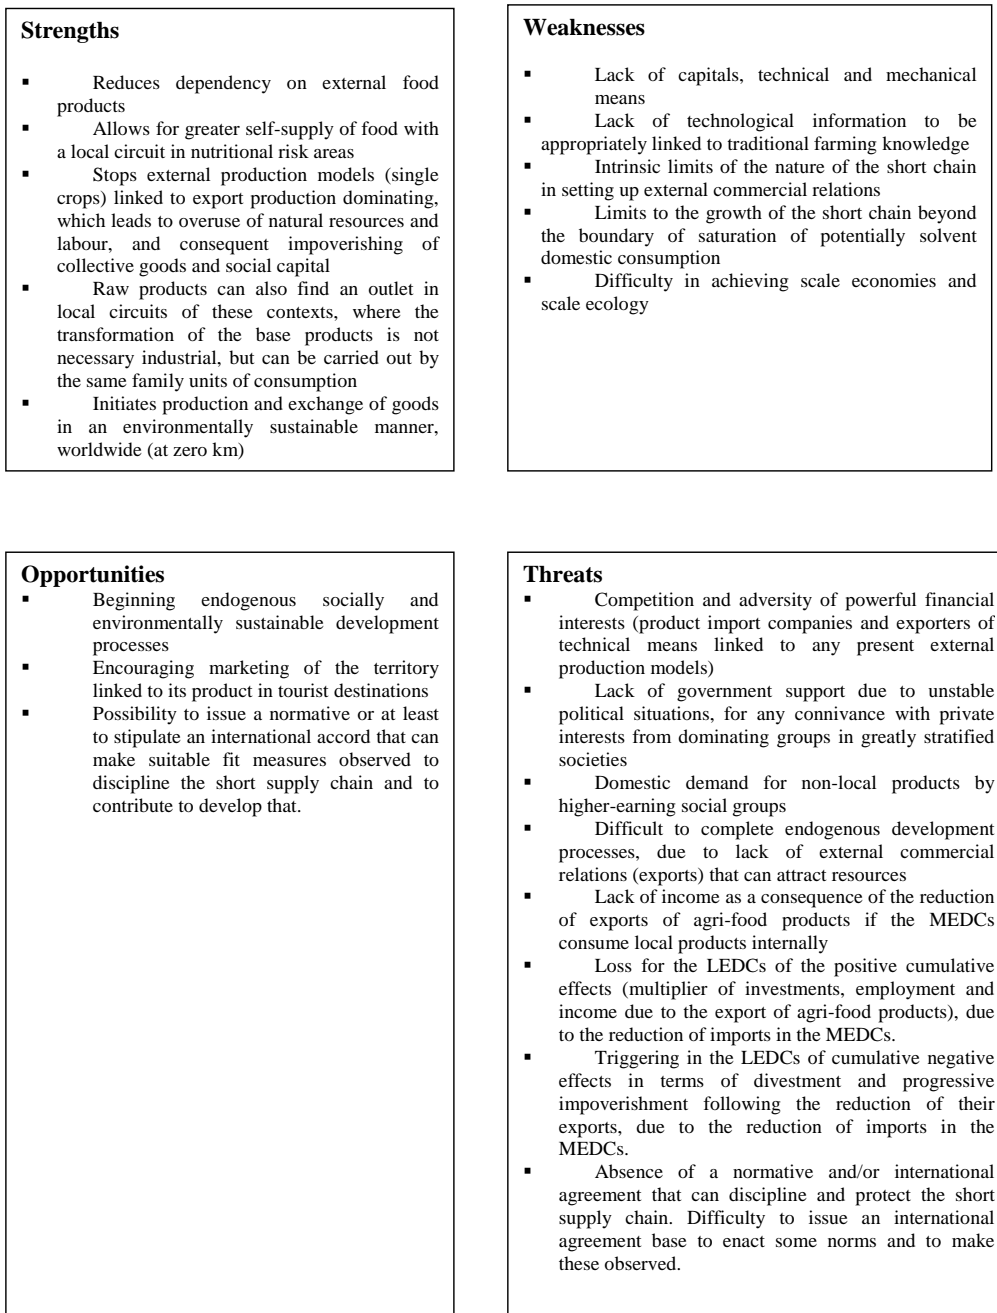 Strengths
▪ Reduces dependency on external food
products
▪ Allows for greater self-supply of food with
a local circuit in nutritional risk areas
▪ Stops external production models (single
crops) linked to export production dominating,
which leads to overuse of natural resources and
labour, and consequent impoverishing of
collective goods and social capital
▪ Raw products can also find an outlet in
local circuits of these contexts, where the
transformation of the base products is not
necessary industrial, but can be carried out by
the same family units of consumption
▪ Initiates production and exchange of goods
in an environmentally sustainable manner,
worldwide (at zero km)
Weaknesses
▪ Lack of capitals, technical and mechanical
means
▪ Lack of technological information to be
appropriately linked to traditional farming knowledge
▪ Intrinsic limits of the nature of the short chain
in setting up external commercial relations
▪ Limits to the growth of the short chain beyond
the boundary of saturation of potentially solvent
domestic consumption
▪ Difficulty in achieving scale economies and
scale ecology
Opportunities
▪ Beginning endogenous socially and
environmentally sustainable development
processes
▪ Encouraging marketing of the territory
linked to its product in tourist destinations
▪ Possibility to issue a normative or at least
to stipulate an international accord that can
make suitable fit measures observed to
discipline the short supply chain and to
contribute to develop that.
Threats
▪ Competition and adversity of powerful financial
interests (product import companies and exporters of
technical means linked to any present external
production models)
▪ Lack of government support due to unstable
political situations, for any connivance with private
interests from dominating groups in greatly stratified
societies
▪ Domestic demand for non-local products by
higher-earning social groups
▪ Difficult to complete endogenous development
processes, due to lack of external commercial
relations (exports) that can attract resources
▪ Lack of income as a consequence of the reduction
of exports of agri-food products if the MEDCs
consume local products internally
▪ Loss for the LEDCs of the positive cumulative
effects (multiplier of investments, employment and
income due to the export of agri-food products), due
to the reduction of imports in the MEDCs.
▪ Triggering in the LEDCs of cumulative negative
effects in terms of divestment and progressive
impoverishment following the reduction of their
exports, due to the reduction of imports in the
MEDCs.
▪ Absence of a normative and/or international
agreement that can discipline and protect the short
supply chain. Difficulty to issue an international
agreement base to enact some norms and to make
these observed.